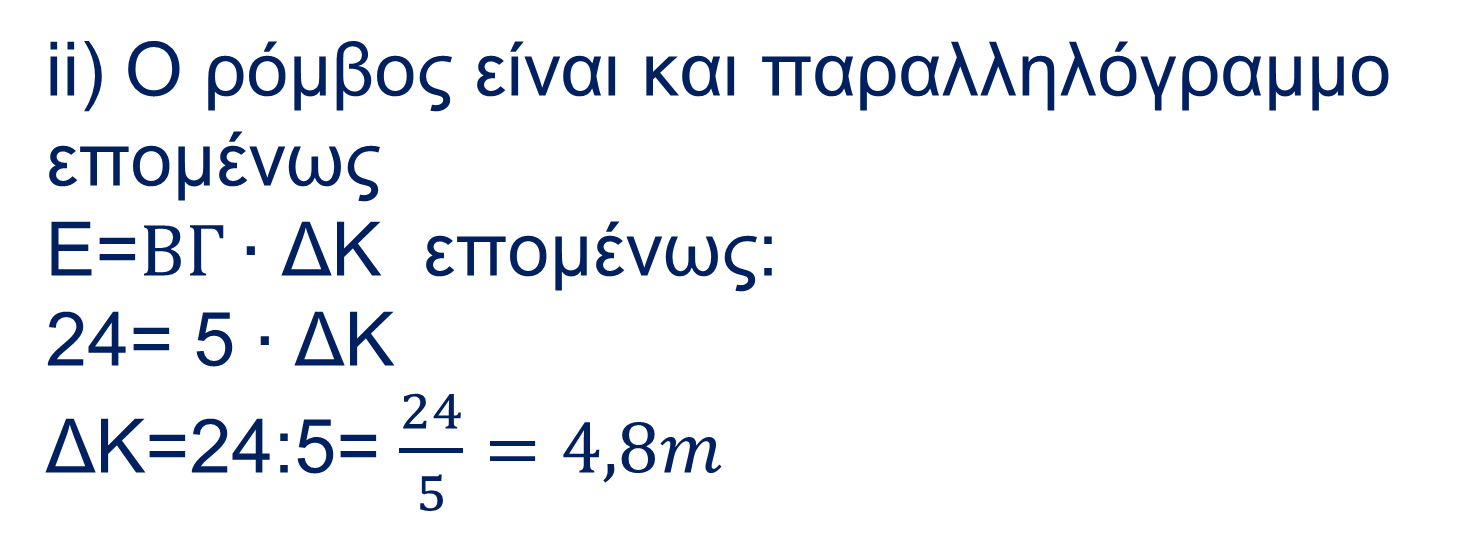 ii) Ο ρόμβος είναι και παραλληλόγραμμο
επομένως
Ε=ΒΓ · ΔΚ επομένως:
24= 5 · ΔΚ
ΔΚ=24:5= 24/5 = 4,8m